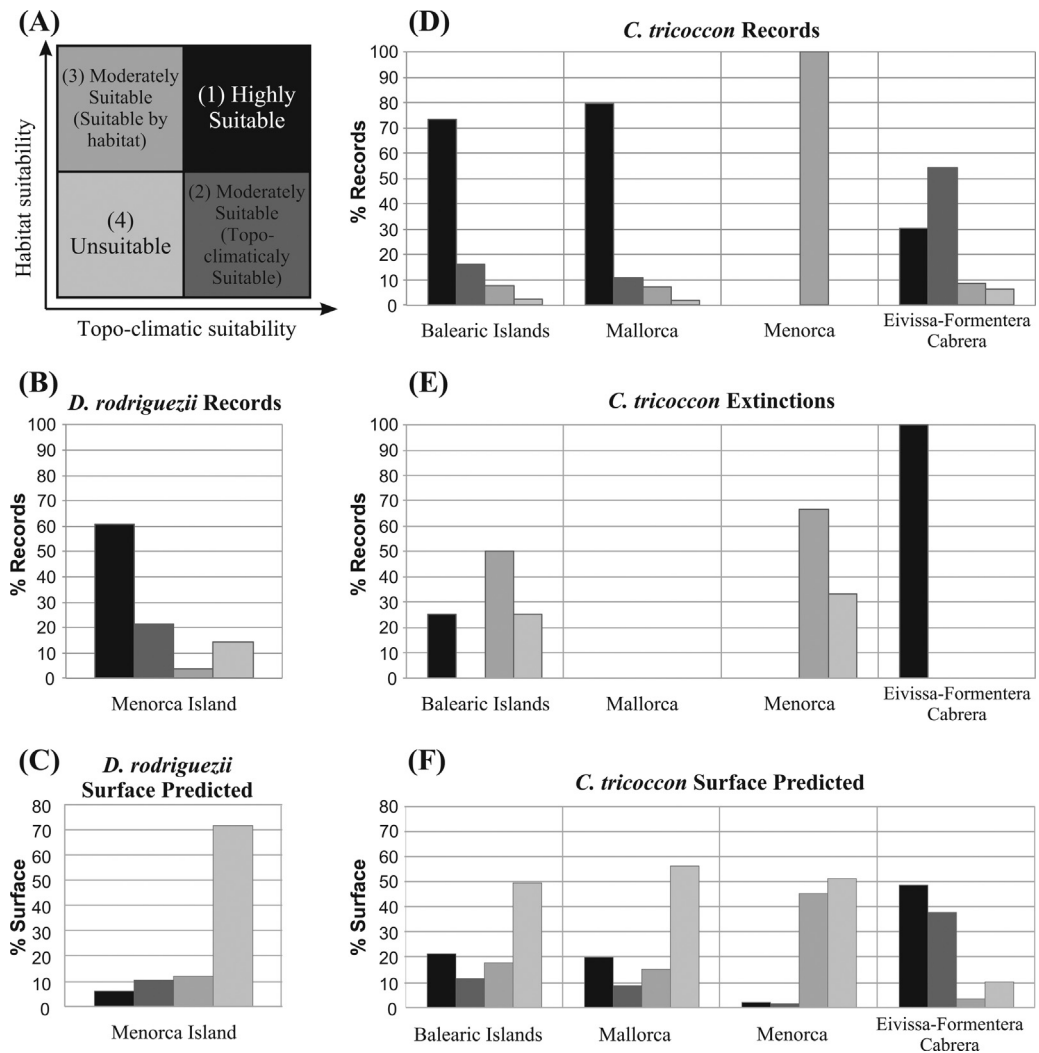 (A)
Habitat suitability
(3) Moderately
Suitable
(Suitable by
habitat)
(1) Highly
Suitable
(4)
Unsuitable
(2) Moderately
Suitable
(Topo-
climaticaly
Suitable)
Topo-climatic suitability
(D)
C. tricoccon Records
% Records
100
90
80
70
60
50
40
30
20
10
0
Balearic Islands
Mallorca
Menorca
Eivissa-Formentera
Cabrera
(B)
D. rodriguezii Records
% Records
100
90
80
70
60
50
40
30
20
10
0
Menorca Island
(E)
C. tricoccon Extinctions
% Records
100
90
80
70
60
50
40
30
20
10
0
Balearic Islands
Mallorca
Menorca
Eivissa-Formentera
Cabrera
(C)
D. rodriguezii
Surface Predicted
% Surface
80
70
60
50
40
30
20
10
0
Menorca Island
(F)
C. tricoccon Surface Predicted
% Surface
80
70
60
50
40
30
20
10
0
Balearic Islands
Mallorca
Menorca
Eivissa-Formentera
Cabrera